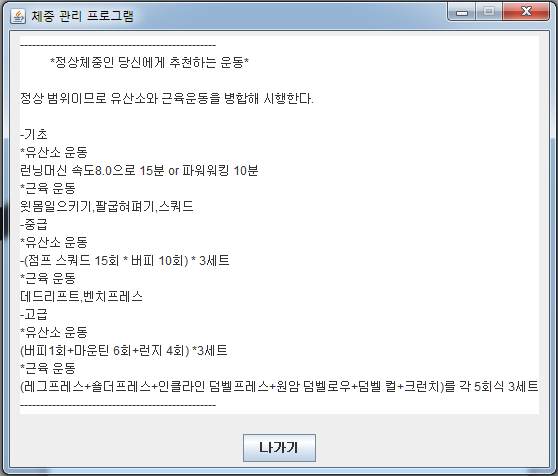 체중 관리 프로그램
-------------------------------------------------
*정상체중인 당신에게 추천하는 운동*
정상 범위이므로 유산소와 근육운동을 병합해 시행한다.
-기초
*유산소 운동
런닝머신 속도8.0으로 15분 or 파워워킹 10분
*근육 운동
윗몸일으키기,팔굽혀펴기,스쿼드
-중급
*유산소 운동
-(점프 스쿼드 15회 * 버피 10회) * 3세트
*근육 운동
데드리프트,벤치프레스
-고급
*유산소 운동
(버피1회+마운틴 6회+런지 4회) *3세트
*근육 운동
(레그프레스+숄더프레스+인클라인 덤벨프레스+원암 덤벨로우+덤벨 컬+크런치)를 각 5회식 3세트
-------------------------------------------------
나가기